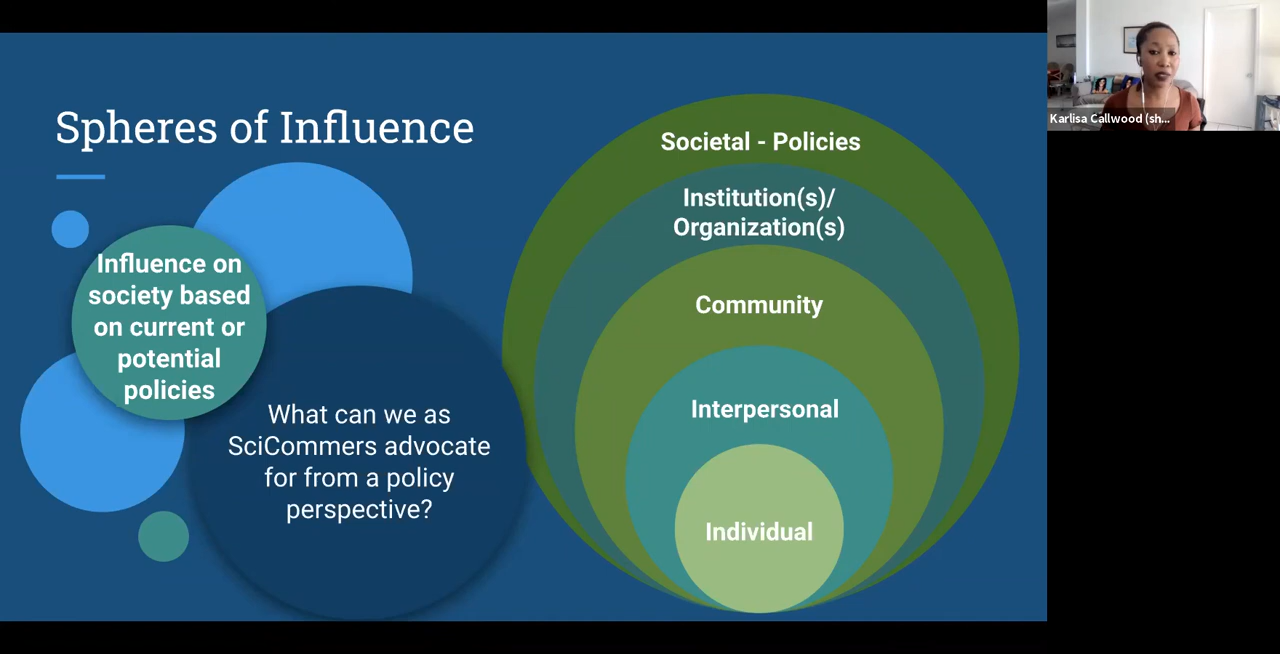 Spheres of Influence
Influence on
society based
on current or
potential
policies
What can we as
SciCommers advocate
for from a policy
perspective?
Societal - Policies
Institution(s)/
Organization(s)
Community
Interpersonal
Individual
Karlisa Callwood (sh...